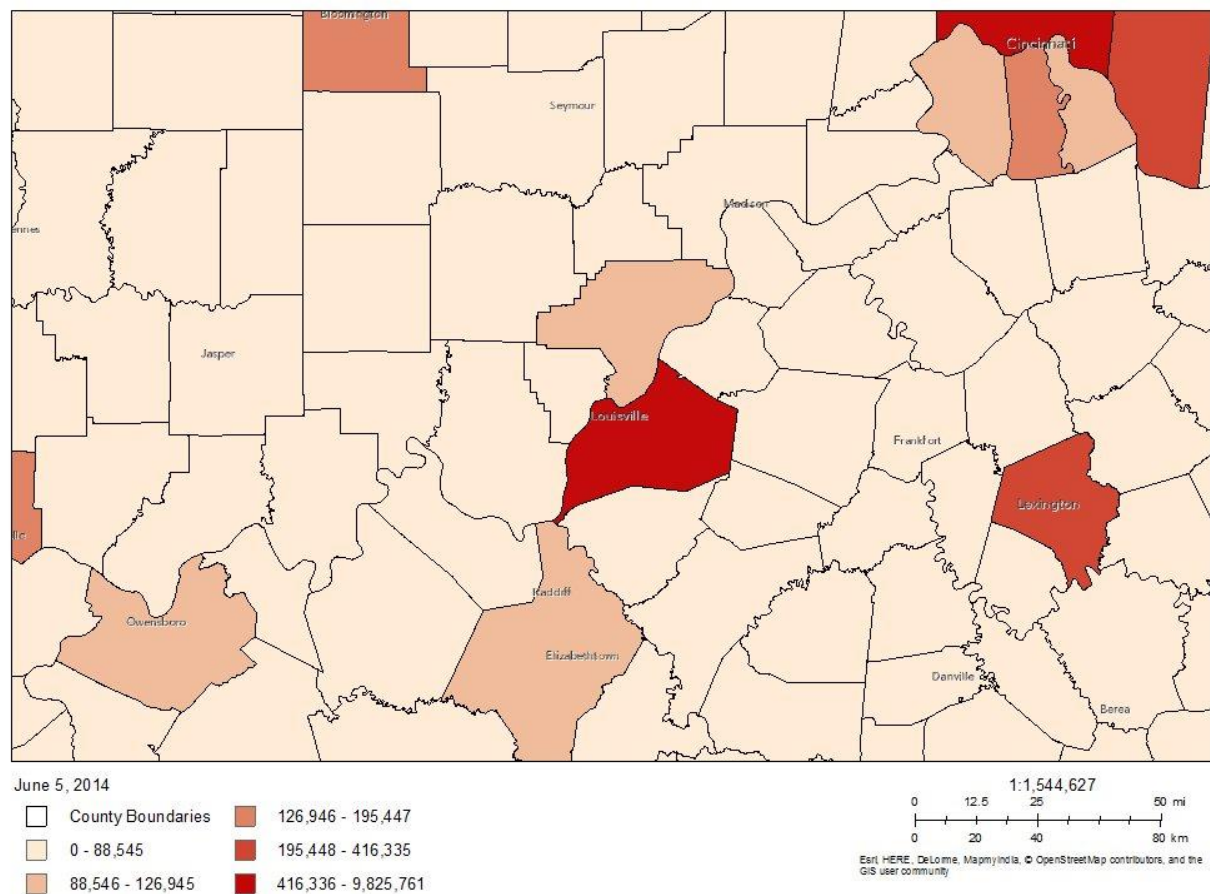 Bloomington
Cincinnati
Seymour
Madison
ennes
Jasper
Louisville
Frankfort
Lexington
lle
Radcliff
Owensboro
Elizabethtown
Danville
Berea
June 5, 2014
County Boundaries
0 - 88,545
88,546 - 126,945
126,946 - 195,447
195,448 - 416,335
416,336 - 9,825,761
1:1,544,627
0 12.5 25 50 mi
0 20 40 80 km
Esri, HERE, DeLorme, MapmyIndia, © OpenStreetMap contributors, and the
GIS user community